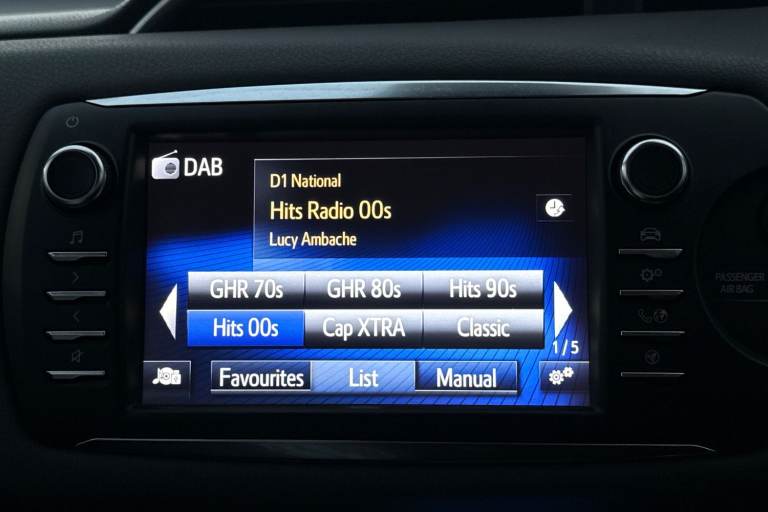 DAB
D1 National
Hits Radio 00s
Lucy Ambache
GHR 70s GHR 80s Hits 90s
Hits 00s Cap XTRA Classic
1 / 5
Favourites List Manual
PASSENGER
AIR BAG